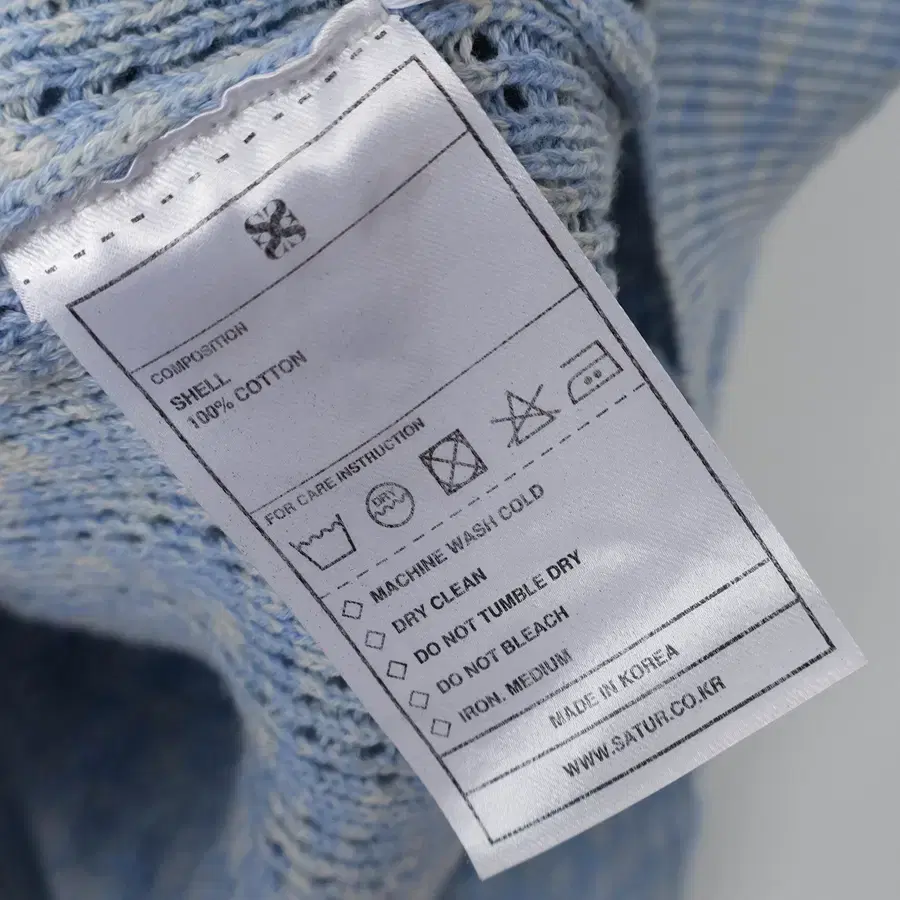 COMPOSITION
SHELL
100% COTTON
FOR CARE INSTRUCTION
DRY
MACHINE WASH COLD
DRY CLEAN
DO NOT TUMBLE DRY
DO NOT BLEACH
IRON. MEDIUM
MADE IN KOREA
WWW.SATUR.CO.KR